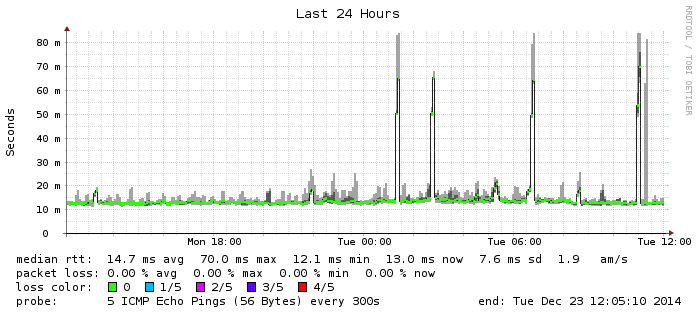 Last 24 Hours
RRDTOOL / TOBI OETIKER
Seconds
80 m
70 m
60 m
50 m
40 m
30 m
20 m
10 m
0
Mon 18:00 Tue 00:00 Tue 06:00 Tue 12:00
median rtt: 14.7 ms avg 70.0 ms max 12.1 ms min 13.0 ms now 7.6 ms sd 1.9 am/s
packet loss: 0.00 % avg 0.00 % max 0.00 % min 0.00 % now
loss color: 0 1/5 2/5 3/5 4/5
probe: 5 ICMP Echo Pings (56 Bytes) every 300s end: Tue Dec 23 12:05:10 2014